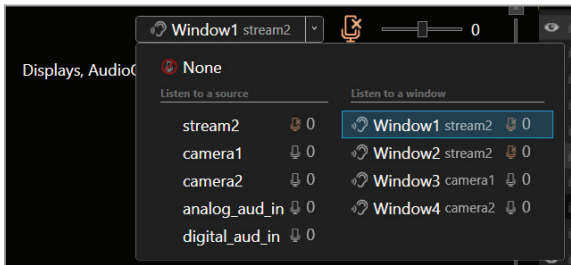 Window1 stream2 0
Displays, Audio
None
Listen to a source
Listen to a window
stream2 0
Window1 stream2 0
camera1 0
Window2 stream2 0
camera2 0
Window3 camera1 0
analog_aud_in 0
Window4 camera2 0
digital_aud_in 0